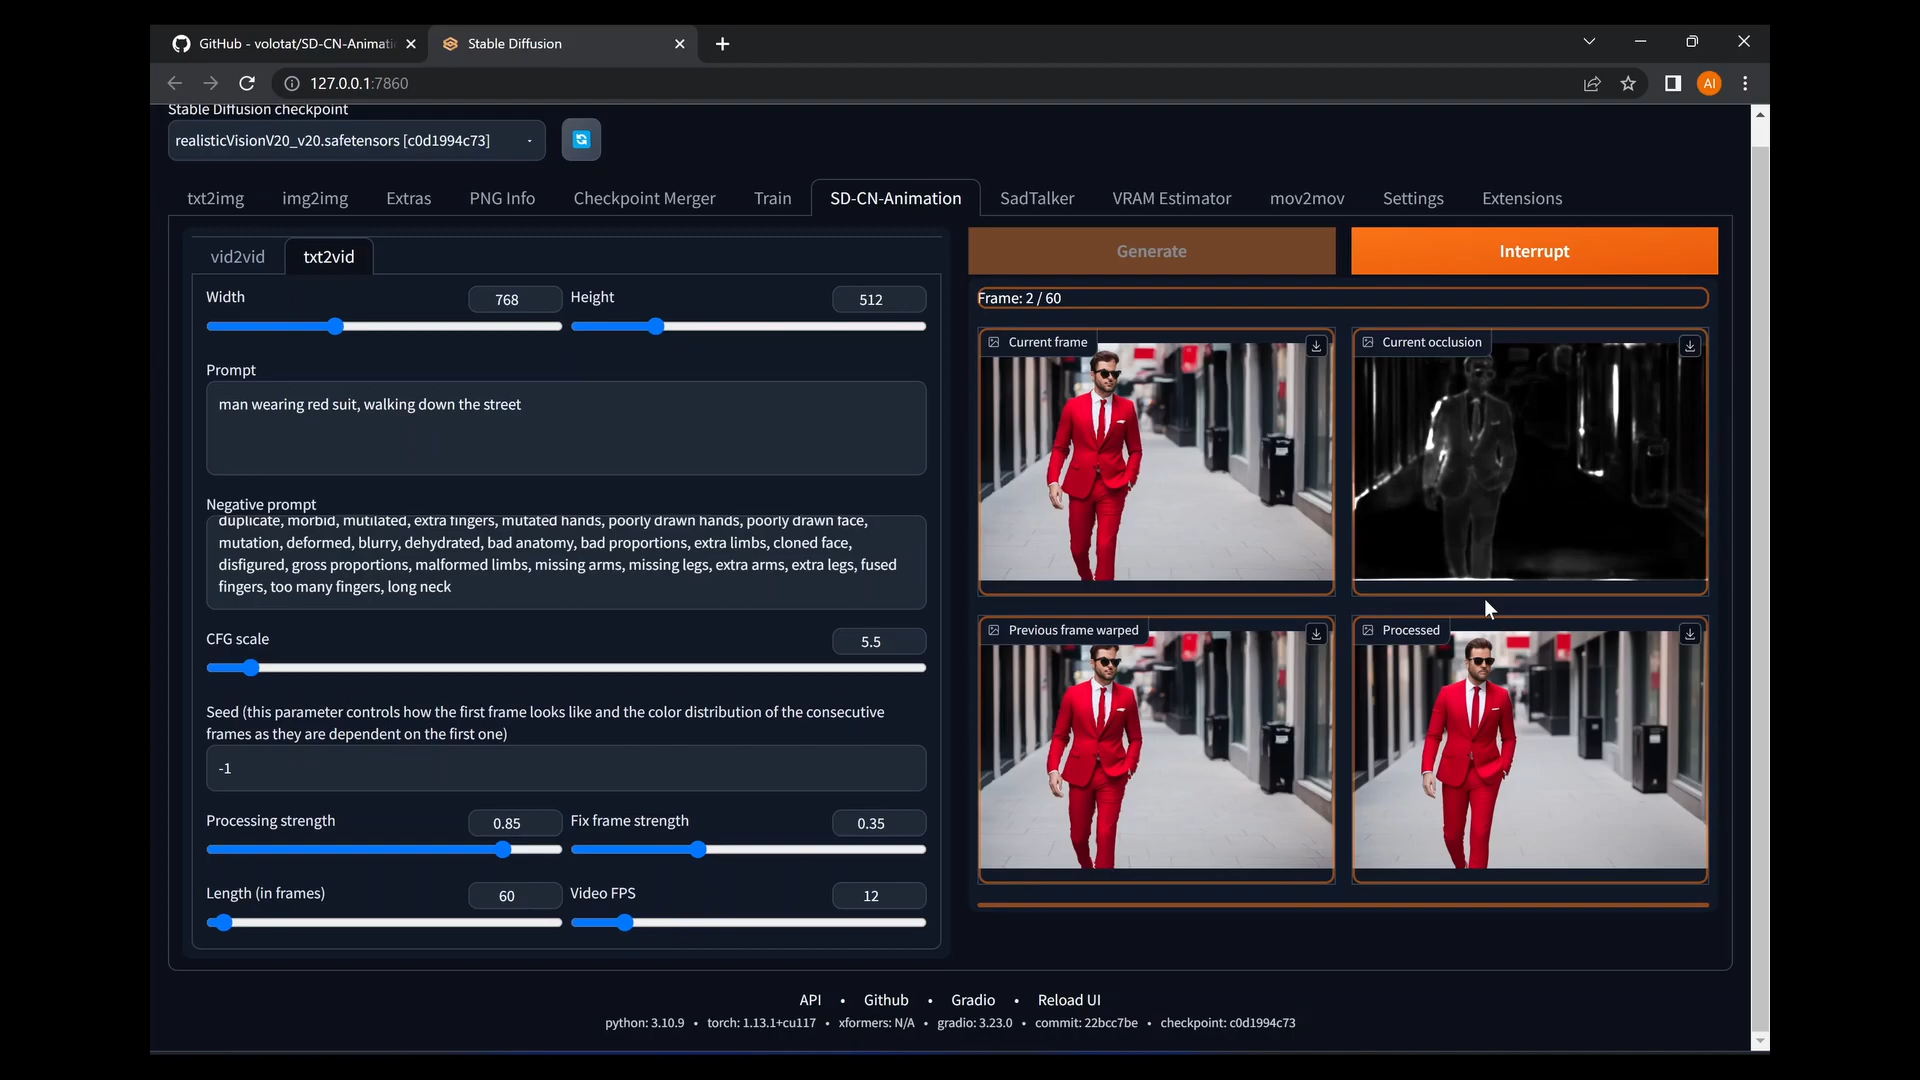 GitHub - volotat/SD-CN-Animati
Stable Diffusion
127.0.0.1:7860
AI
Stable Diffusion checkpoint
realisticVisionV20_v20.safetensors [c0d1994c73]
txt2img
img2img
Extras
PNG Info
Checkpoint Merger
Train
SD-CN-Animation
SadTalker
VRAM Estimator
mov2mov
Settings
Extensions
vid2vid
txt2vid
Generate
Interrupt
Width
768
Height
512
Frame: 2 / 60
Current frame
Current occlusion
Prompt
man wearing red suit, walking down the street
Negative prompt
duplicate, morbid, mutilated, extra fingers, mutated hands, poorly drawn hands, poorly drawn face,
mutation, deformed, blurry, dehydrated, bad anatomy, bad proportions, extra limbs, cloned face,
disfigured, gross proportions, malformed limbs, missing arms, missing legs, extra arms, extra legs, fused
fingers, too many fingers, long neck
Previous frame warped
Processed
CFG scale
5.5
Seed (this parameter controls how the first frame looks like and the color distribution of the consecutive
frames as they are dependent on the first one)
-1
Processing strength
0.85
Fix frame strength
0.35
Length (in frames)
60
Video FPS
12
API • Github • Gradio • Reload UI
python: 3.10.9 • torch: 1.13.1+cu117 • xformers: N/A • gradio: 3.23.0 • commit: 22bcc7be • checkpoint: c0d1994c73